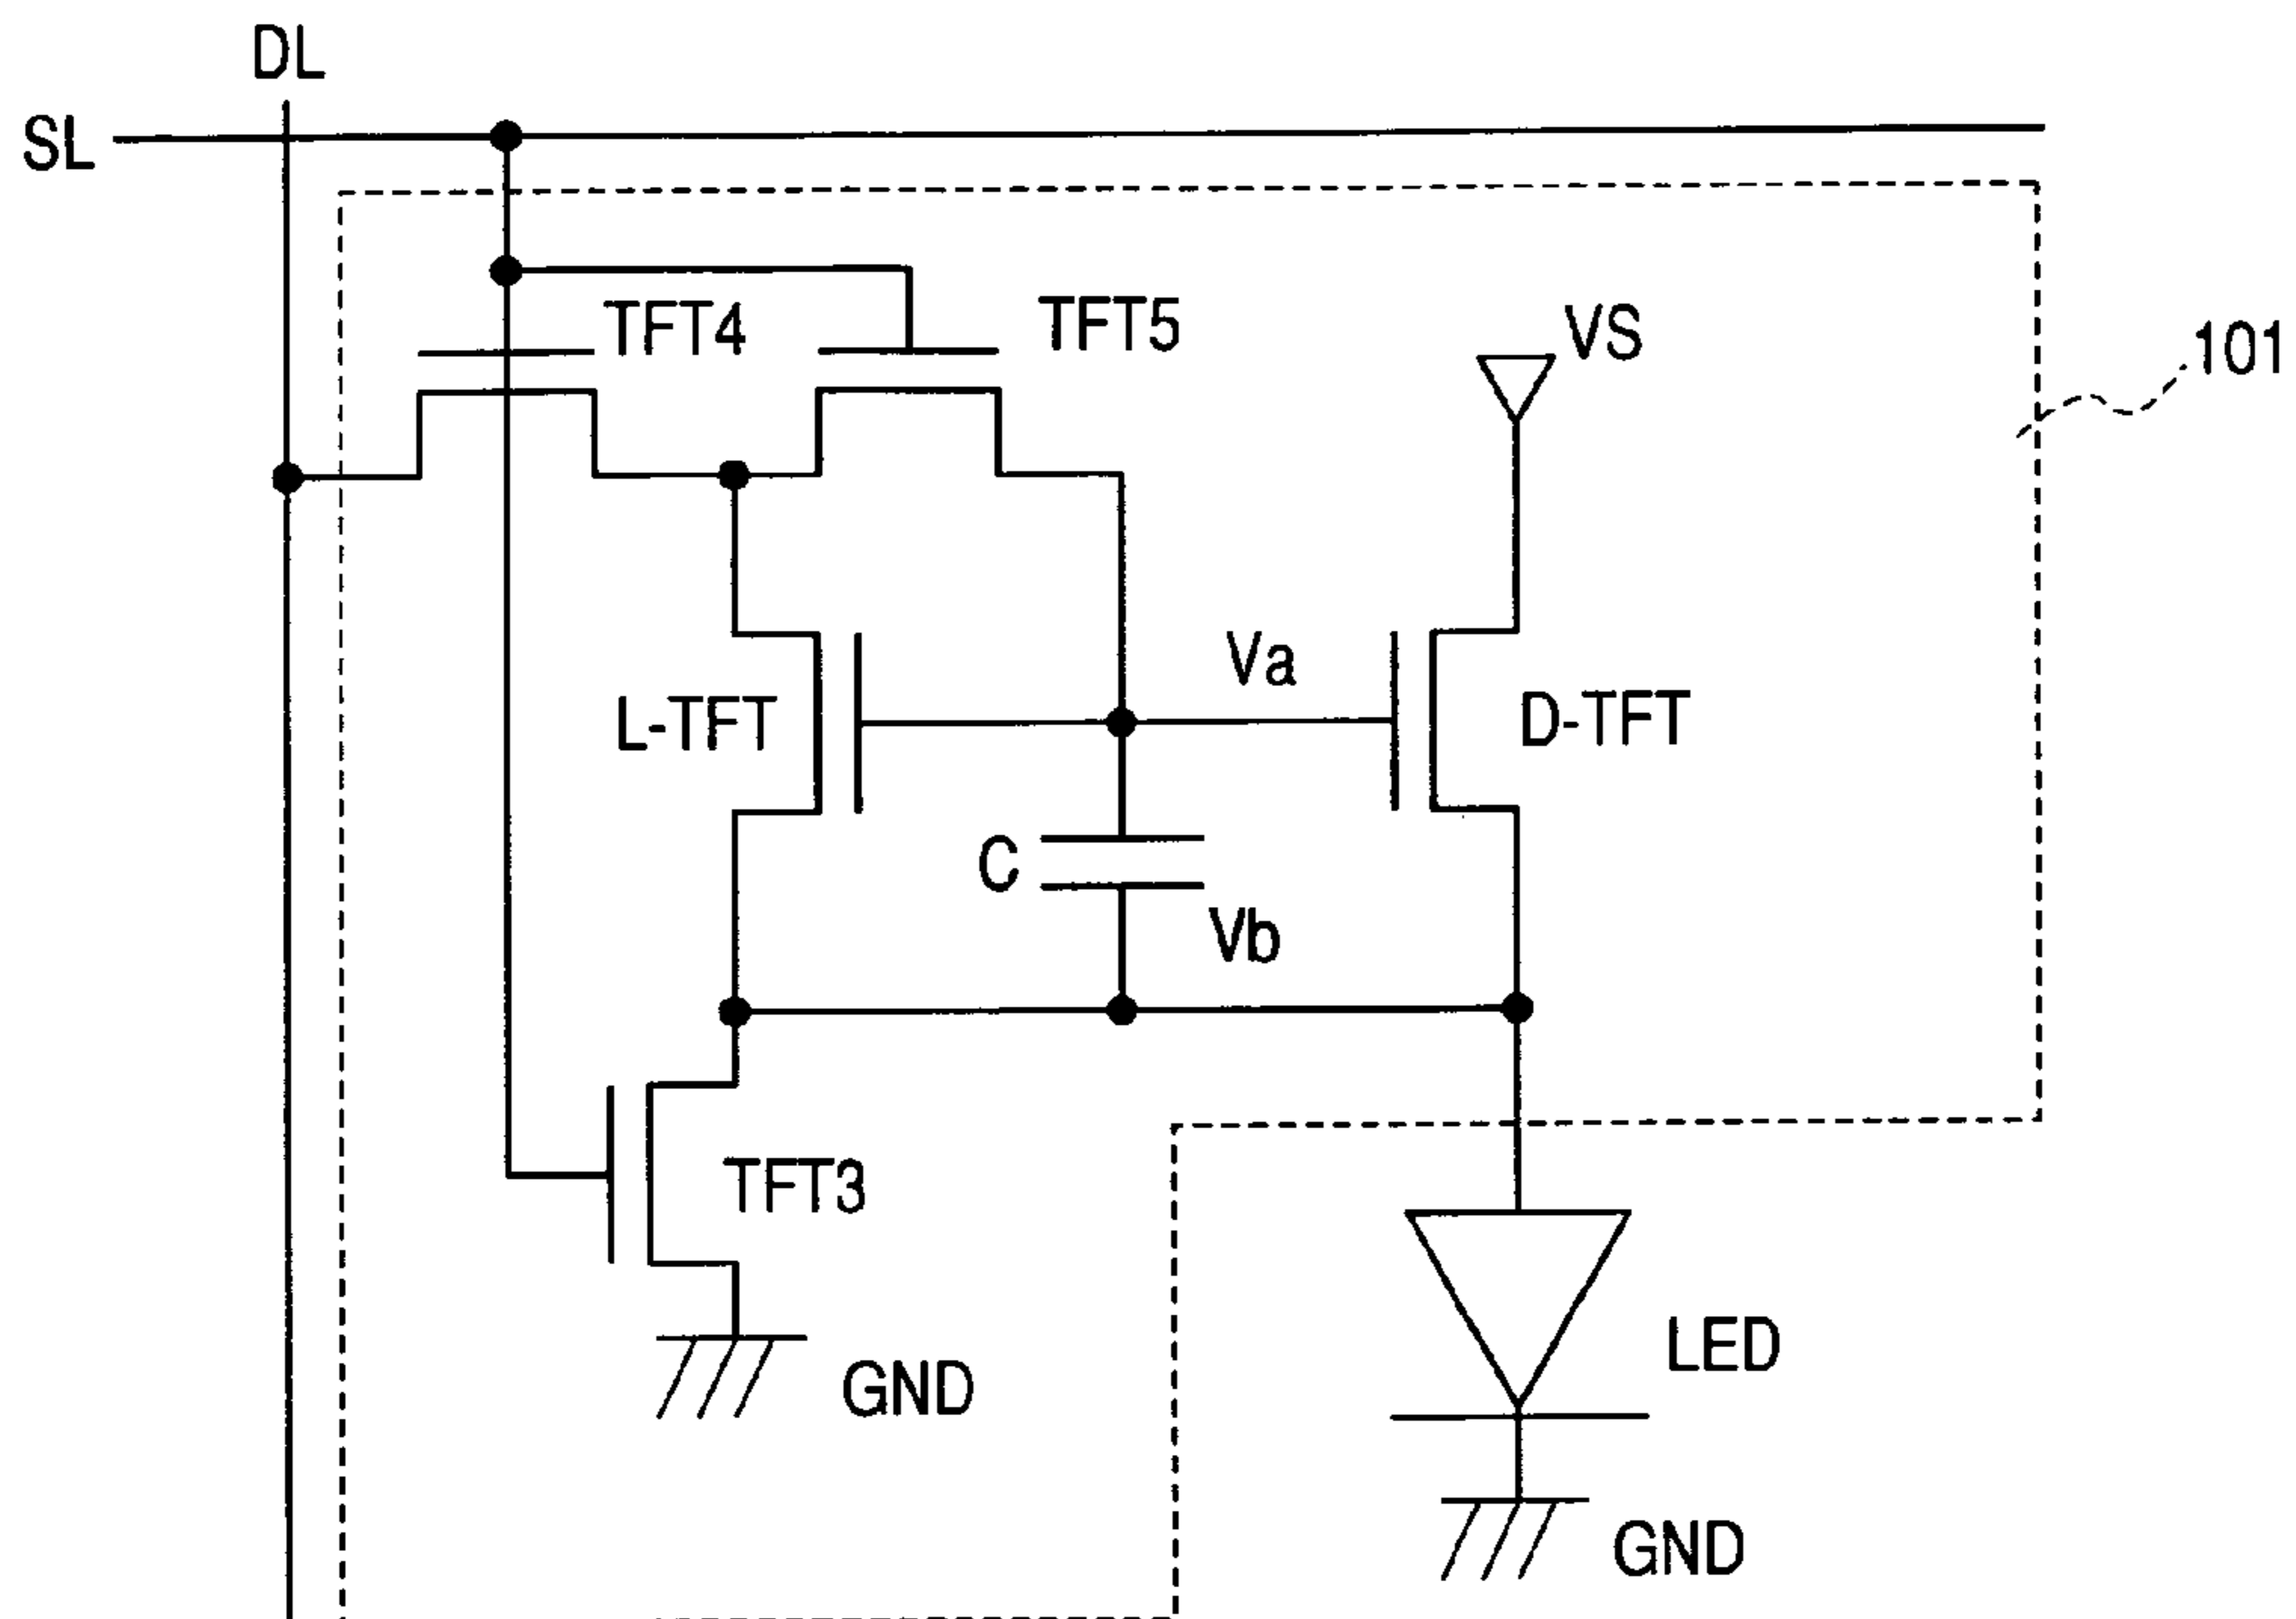 DL
SL
TFT4
TFT5
VS
101
Va
L-TFT
D-TFT
C
Vb
TFT3
LED
GND
GND